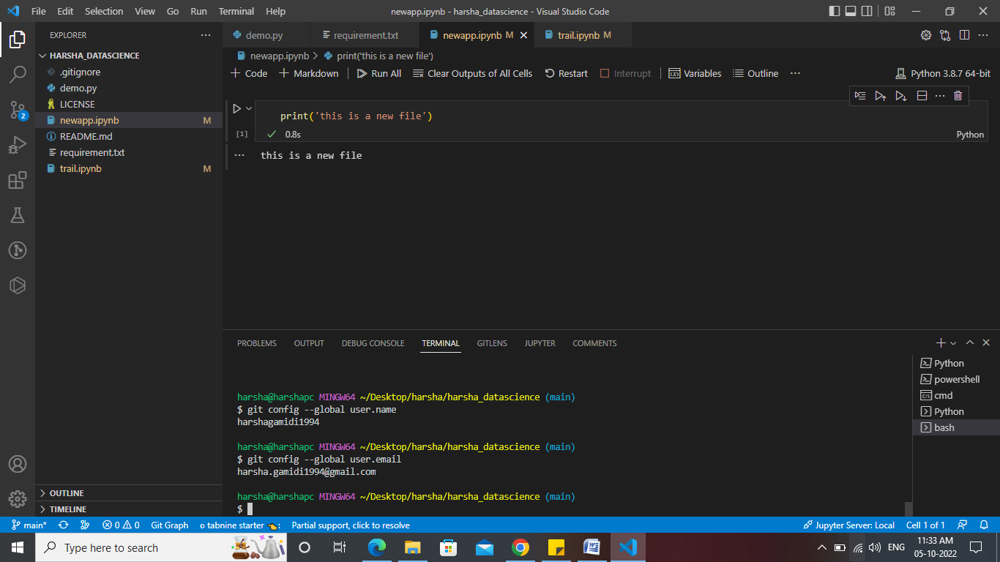 File Edit Selection View Go Run Terminal Help newapp.ipynb - harsha_datascience - Visual Studio Code
EXPLORER
demo.py requirement.txt newapp.ipynb M trail.ipynb M
HARSHA_DATASCIENCE
.gitignore
demo.py
LICENSE
newapp.ipynb M
README.md
requirement.txt
trail.ipynb M
OUTLINE
TIMELINE
2
newapp.ipynb > print('this is a new file')
+ Code + Markdown Run All Clear Outputs of All Cells Restart Interrupt Variables Outline ... Python 3.8.7 64-bit
print('this is a new file')
[1] 0.8s Python
this is a new file
PROBLEMS OUTPUT DEBUG CONSOLE TERMINAL GITLENS JUPYTER COMMENTS
harsha@harshapc MINGW64 ~/Desktop/harsha/harsha_datascience (main)
$ git config --global user.name
harshagamidi1994
harsha@harshapc MINGW64 ~/Desktop/harsha/harsha_datascience (main)
$ git config --global user.email
harsha.gamidi1994@gmail.com
harsha@harshapc MINGW64 ~/Desktop/harsha/harsha_datascience (main)
$
Python
powershell
cmd
Python
bash
main* 0 0 Git Graph tabnine starter Partial support, click to resolve Jupyter Server: Local Cell 1 of 1
Type here to search
ENG 11:33 AM
05-10-2022